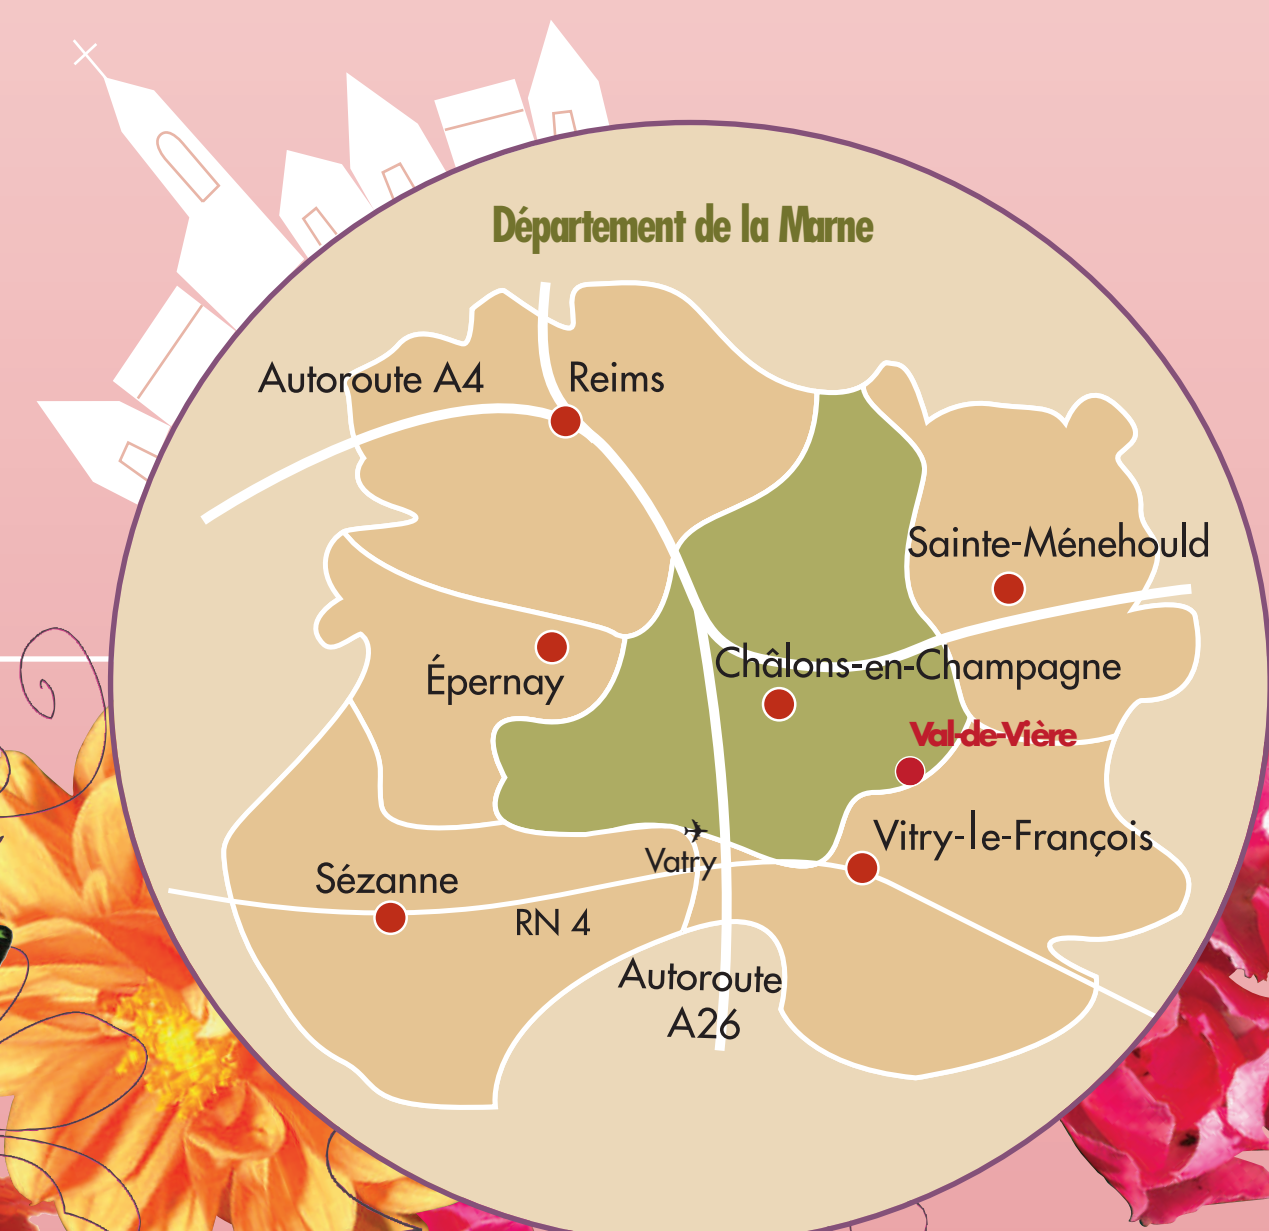 Département de la Marne
Autoroute A4
Reims
Sainte-Ménehould
Châlons-en-Champagne
Épernay
Val-de-Vière
Vitry-le-François
Vatry
Sézanne
RN 4
Autoroute
A26